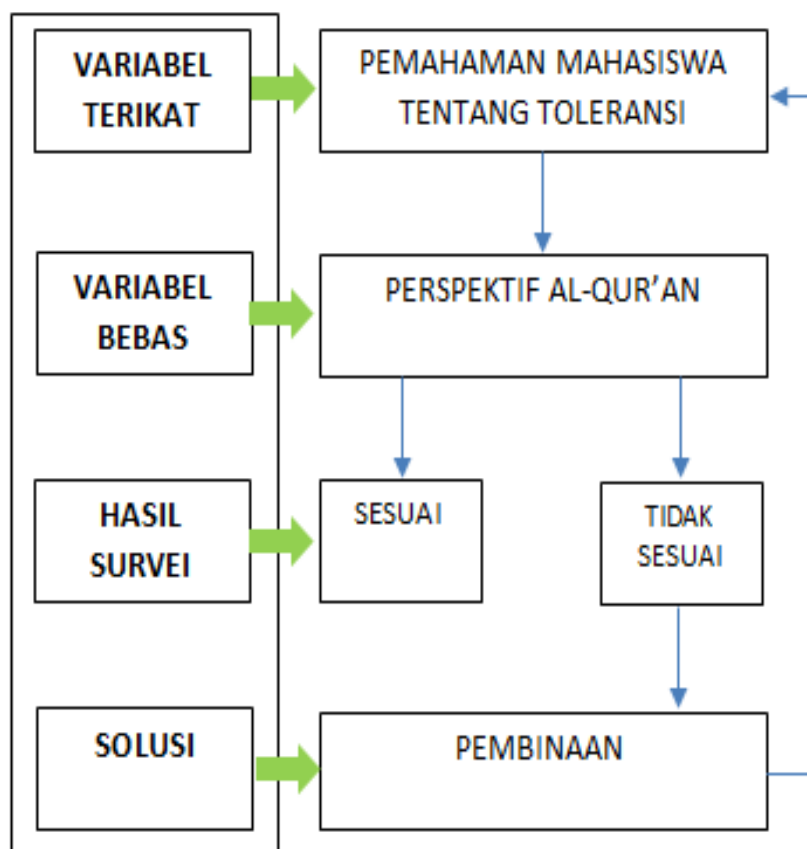 VARIABEL
TERIKAT
PEMAHAMAN MAHASISWA
TENTANG TOLERANSI
VARIABEL
BEBAS
PERSPEKTIF AL-QUR'AN
HASIL
SURVEI
SESUAI
TIDAK
SESUAI
SOLUSI
PEMBINAAN